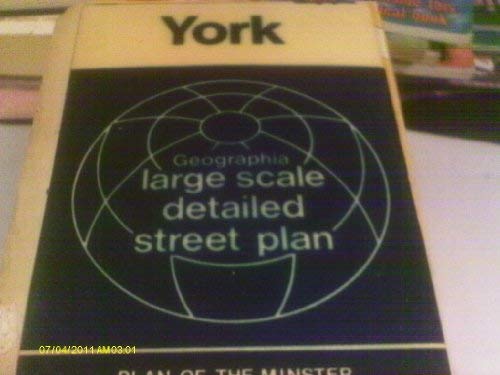 York
Geographia
large scale
detailed
street plan
07/04/2011 AM03:01
PLAN OF THE MINSTER